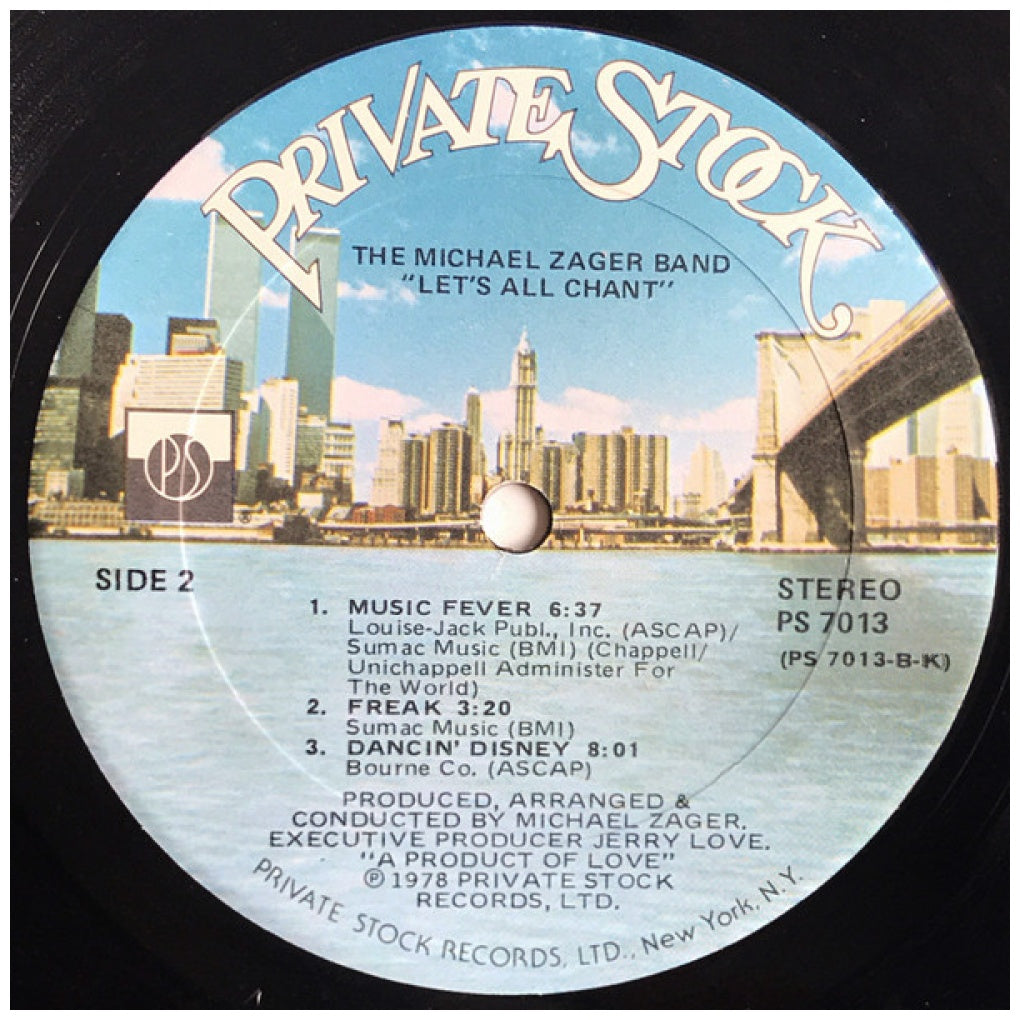 PRIVATE STOCK
THE MICHAEL ZAGER BAND
"LET'S ALL CHANT"
PS
®
SIDE 2
STEREO
PS 7013
(PS 7013-B-K)
1. MUSIC FEVER 6:37
Louise-Jack Publ., Inc. (ASCAP)/
Sumac Music (BMI) (Chappell/
Unichappell Administer For
The World)
2. FREAK 3:20
Sumac Music (BMI)
3. DANCIN' DISNEY 8:01
Bourne Co. (ASCAP)
PRODUCED, ARRANGED &
CONDUCTED BY MICHAEL ZAGER.
EXECUTIVE PRODUCER JERRY LOVE.
"A PRODUCT OF LOVE"
℗ 1978 PRIVATE STOCK
RECORDS, LTD.
PRIVATE STOCK RECORDS, LTD., New York, N.Y.